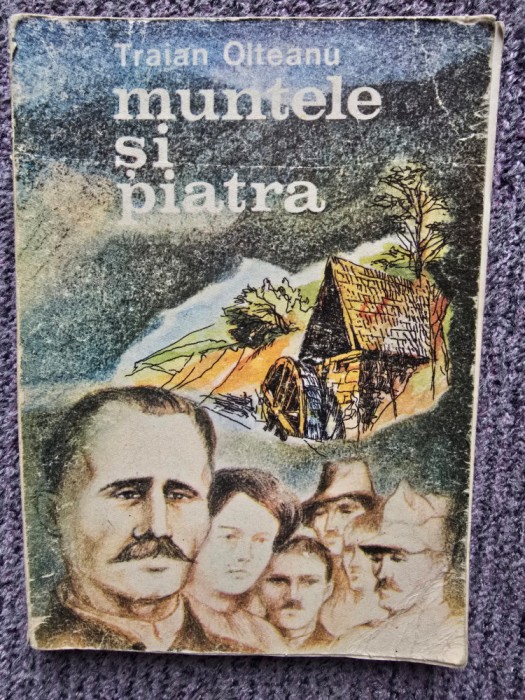 Traian Olteanu
muntele
și
piatra